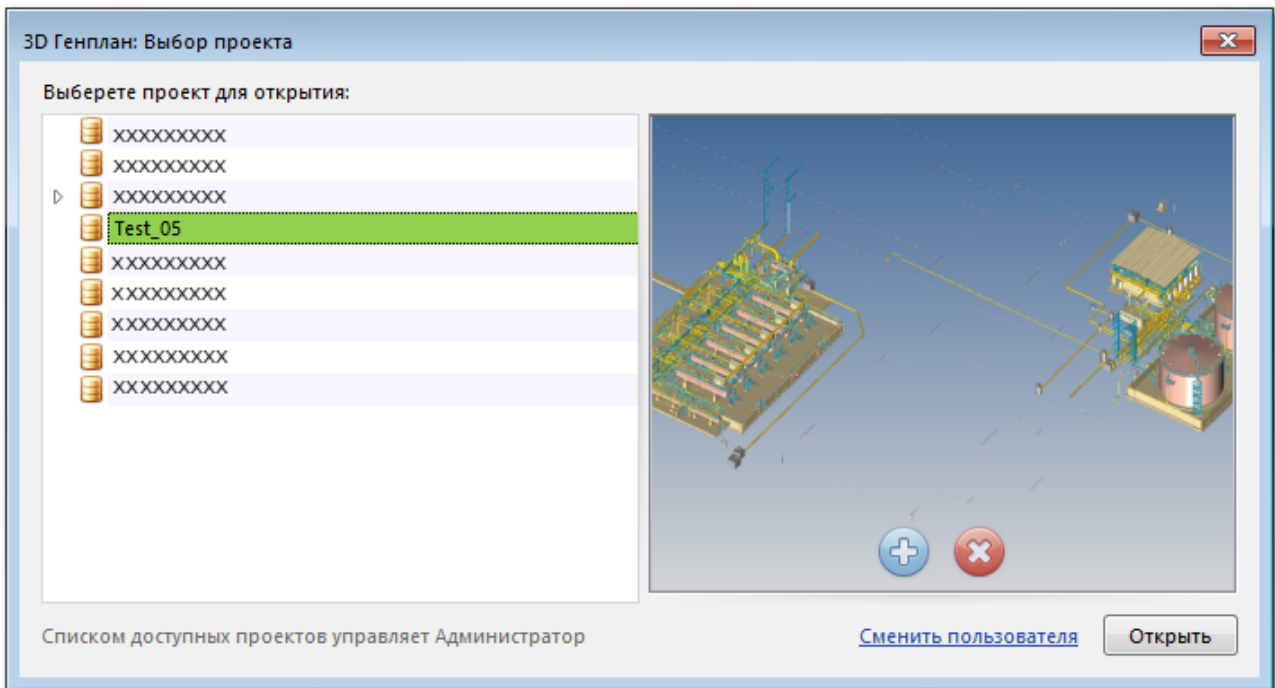 3D Генплан: Выбор проекта
Выберете проект для открытия:
xxxxxxxxx
xxxxxxxxx
xxxxxxxxx
Test_05
xxxxxxxxx
xxxxxxxxx
xxxxxxxxx
xxxxxxxxx
xxxxxxxxx
Списком доступных проектов управляет Администратор
Сменить пользователя
Открыть